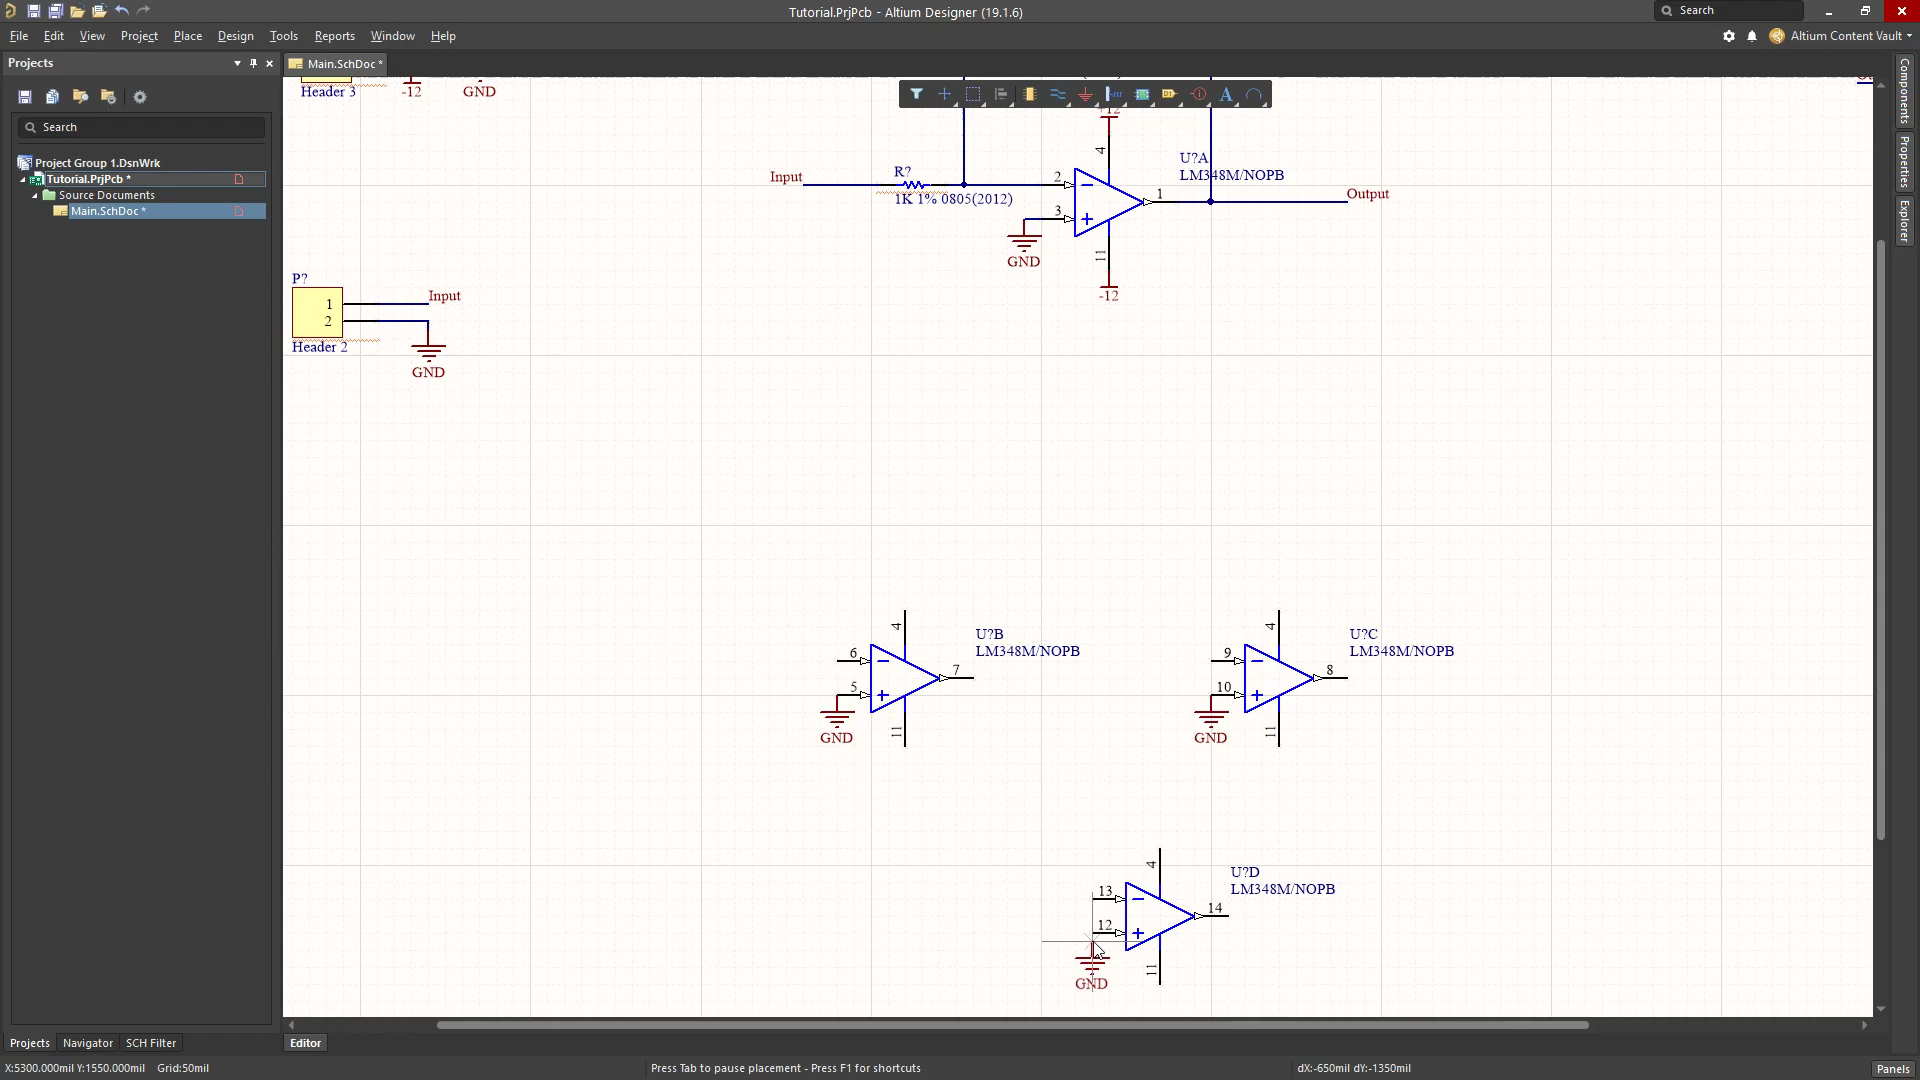 Tutorial.PrjPcb - Altium Designer (19.1.6)
Search
File Edit View Project Place Design Tools Reports Window Help
Altium Content Vault
Projects
Main.SchDoc *
Search
Project Group 1.DsnWrk
Tutorial.PrjPcb *
Source Documents
Main.SchDoc *
Components
Properties
Explorer
Header 3
-12
GND
+12
4
U?A
LM348M/NOPB
Input
R?
1K 1% 0805(2012)
2
3
1
Output
GND
11
-12
P?
1
2
Input
Header 2
GND
4
U?B
LM348M/NOPB
6
5
7
GND
11
4
U?C
LM348M/NOPB
9
10
8
GND
11
4
U?D
LM348M/NOPB
13
12
14
GND
11
Projects Navigator SCH Filter
Editor
X:5300.000mil Y:1550.000mil Grid:50mil
Press Tab to pause placement - Press F1 for shortcuts
dX:-650mil dY:-1350mil
Panels